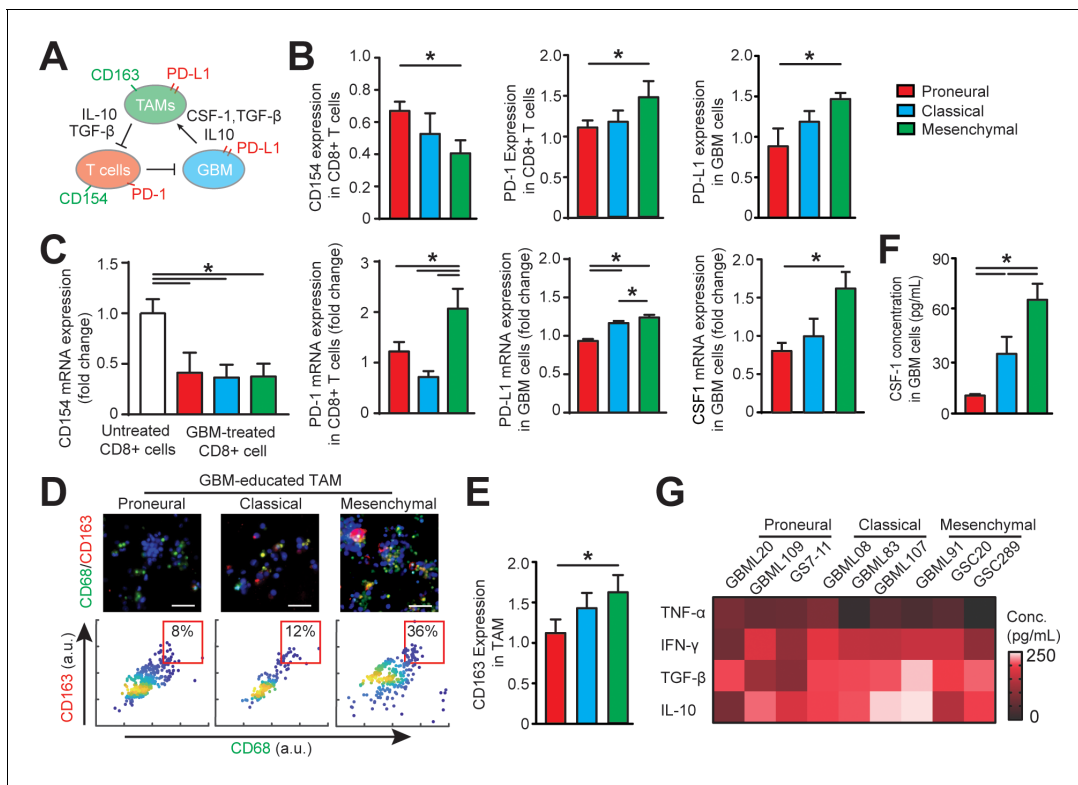 A
CD163
PD-L1
TAMs
IL-10
TGF-β
CSF-1,TGF-β
IL10
PD-L1
T cells
GBM
CD154
PD-1
B
CD154 expression
in CD8+ T cells
1.0
0.8
0.6
0.4
0.2
0.0
*
PD-1 Expression
in CD8+ T cells
2.0
1.5
1.0
0.5
0.0
*
PD-L1 expression
in GBM cells
2.0
1.5
1.0
0.5
0.0
*
Proneural
Classical
Mesenchymal
C
CD154 mRNA expression
(fold change)
1.5
1.0
0.5
0
*
Untreated
CD8+ cells
GBM-treated
CD8+ cell
PD-1 mRNA expression
in CD8+ T cells (fold change)
3
2
1
0
*
PD-L1 mRNA expression
in GBM cells (fold change)
2.0
1.5
1.0
0.5
0.0
*
*
CSF1 mRNA expression
in GBM cells (fold change)
2.0
1.5
1.0
0.5
0.0
*
F
CSF-1 concentration
in GBM cells (pg/mL)
90
60
30
0
*
D
GBM-educated TAM
Proneural
Classical
Mesenchymal
CD68/CD163
8%
12%
36%
CD163 (a.u.)
CD68 (a.u.)
E
CD163 Expression
in TAM
2.0
1.5
1.0
0.5
0.0
*
G
Proneural
Classical
Mesenchymal
GBML20
GBML109
GS7-11
GBML08
GBML83
GBML107
GBML91
GSC20
GSC289
TNF-α
IFN-γ
TGF-β
IL-10
Conc.
(pg/mL)
250
0